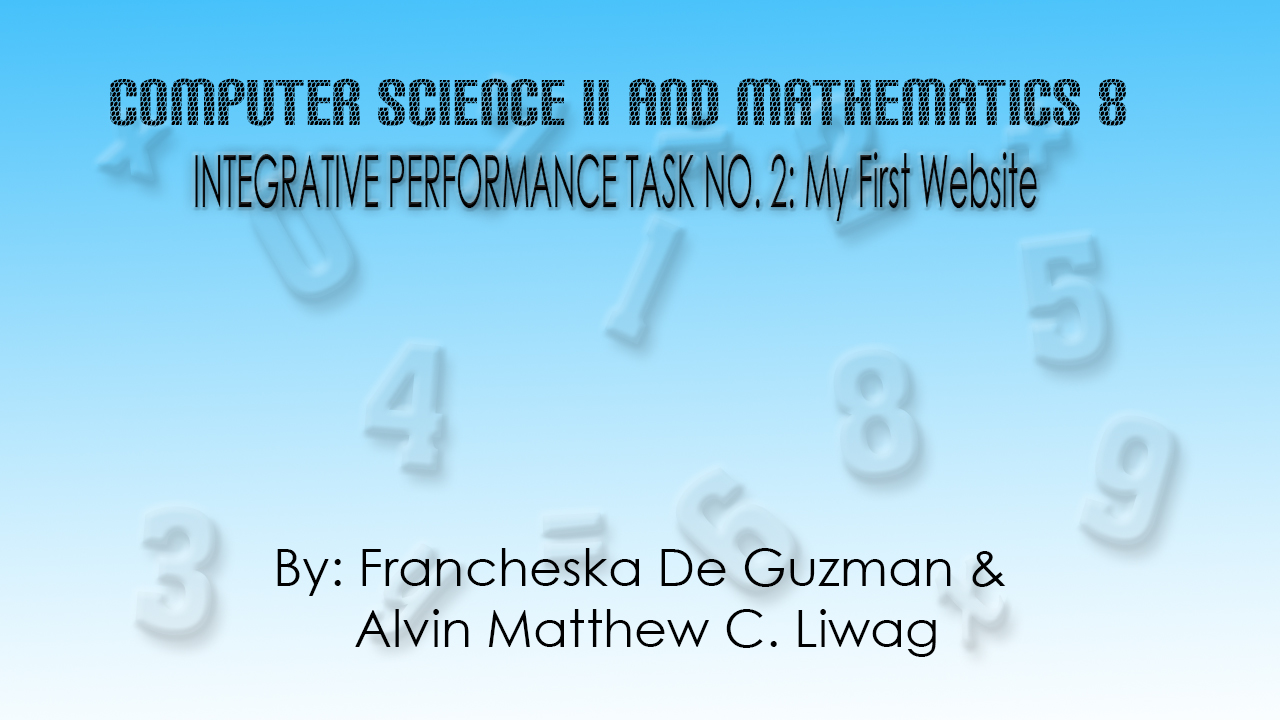 COMPUTER SCIENCE II AND MATHEMATICS 8
INTEGRATIVE PERFORMANCE TASK NO. 2: My First Website
By: Francheska De Guzman &
Alvin Matthew C. Liwag